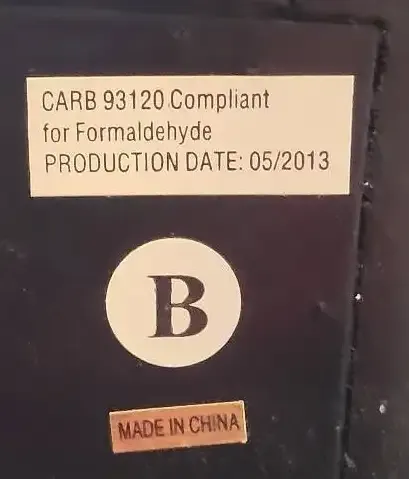 CARB 93120 Compliant
for Formaldehyde
PRODUCTION DATE: 05/2013
B
MADE IN CHINA